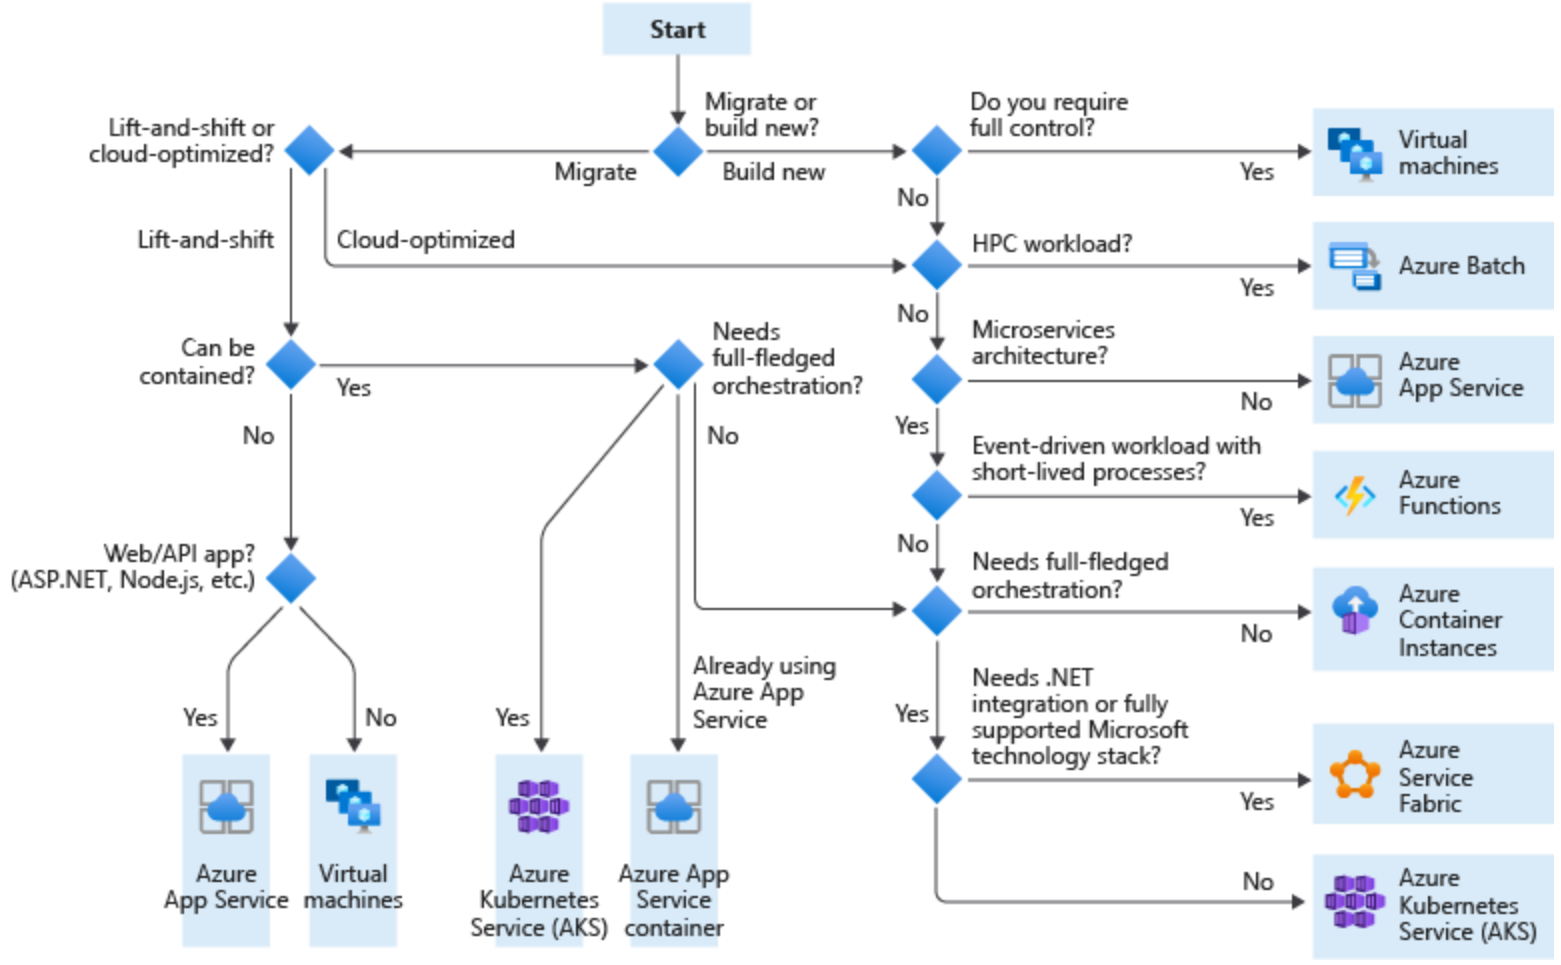 Start
Migrate or
build new?
Migrate
Build new
Lift-and-shift or
cloud-optimized?
Lift-and-shift
Cloud-optimized
Do you require
full control?
Yes
No
Virtual
machines
HPC workload?
Yes
No
Azure Batch
Microservices
architecture?
No
Yes
Azure
App Service
Event-driven workload with
short-lived processes?
Yes
No
Azure
Functions
Needs full-fledged
orchestration?
No
Yes
Azure
Container
Instances
Needs .NET
integration or fully
supported Microsoft
technology stack?
Yes
No
Azure
Service
Fabric
Azure
Kubernetes
Service (AKS)
Can be
contained?
Yes
No
Needs
full-fledged
orchestration?
No
Yes
Already using
Azure App
Service
Web/API app?
(ASP.NET, Node.js, etc.)
Yes
No
Azure
App Service
Virtual
machines
Azure
Kubernetes
Service (AKS)
Azure App
Service
container